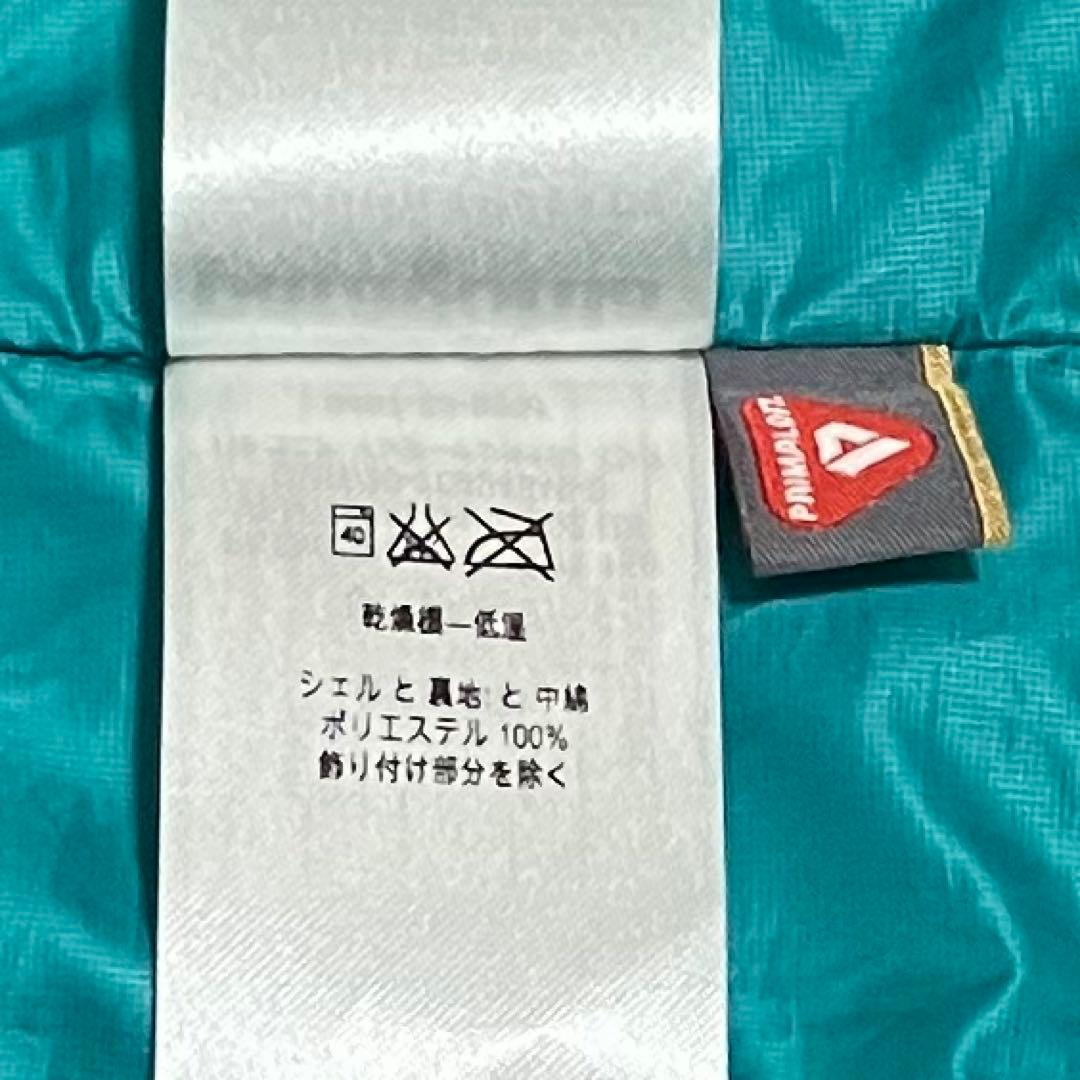 40
乾燥機—低温
シェル と 裏地 と 中綿
ポリエステル 100%
飾り付け部分を除く
PRIMALOFT